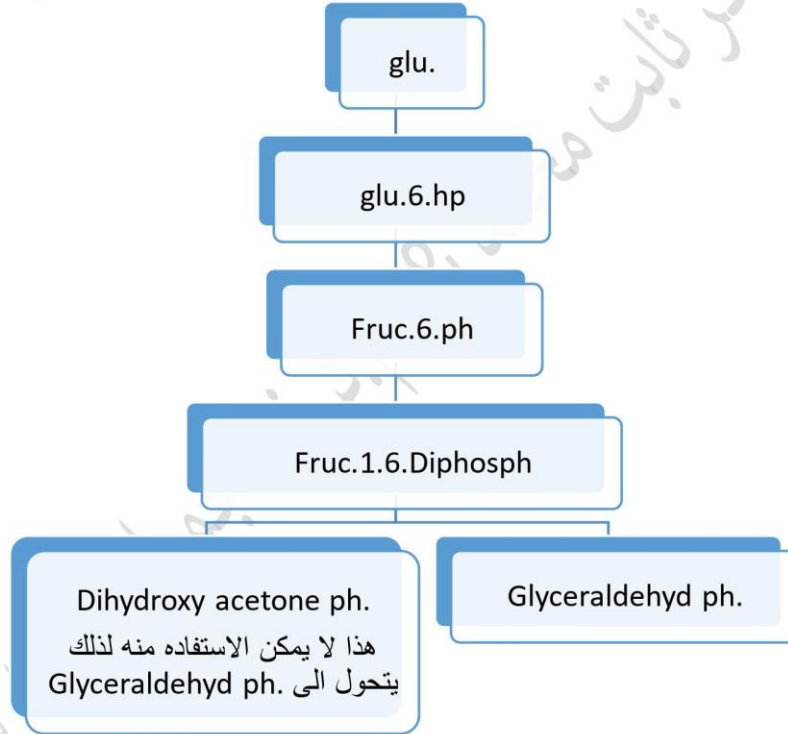 glu.
glu.6.hp
Fruc.6.ph
Fruc.1.6.Diphosph
Dihydroxy acetone ph.
هذا لا يمكن الاستفاده منه لذلك
يتحول الى Glyceraldehyd ph.
Glyceraldehyd ph.